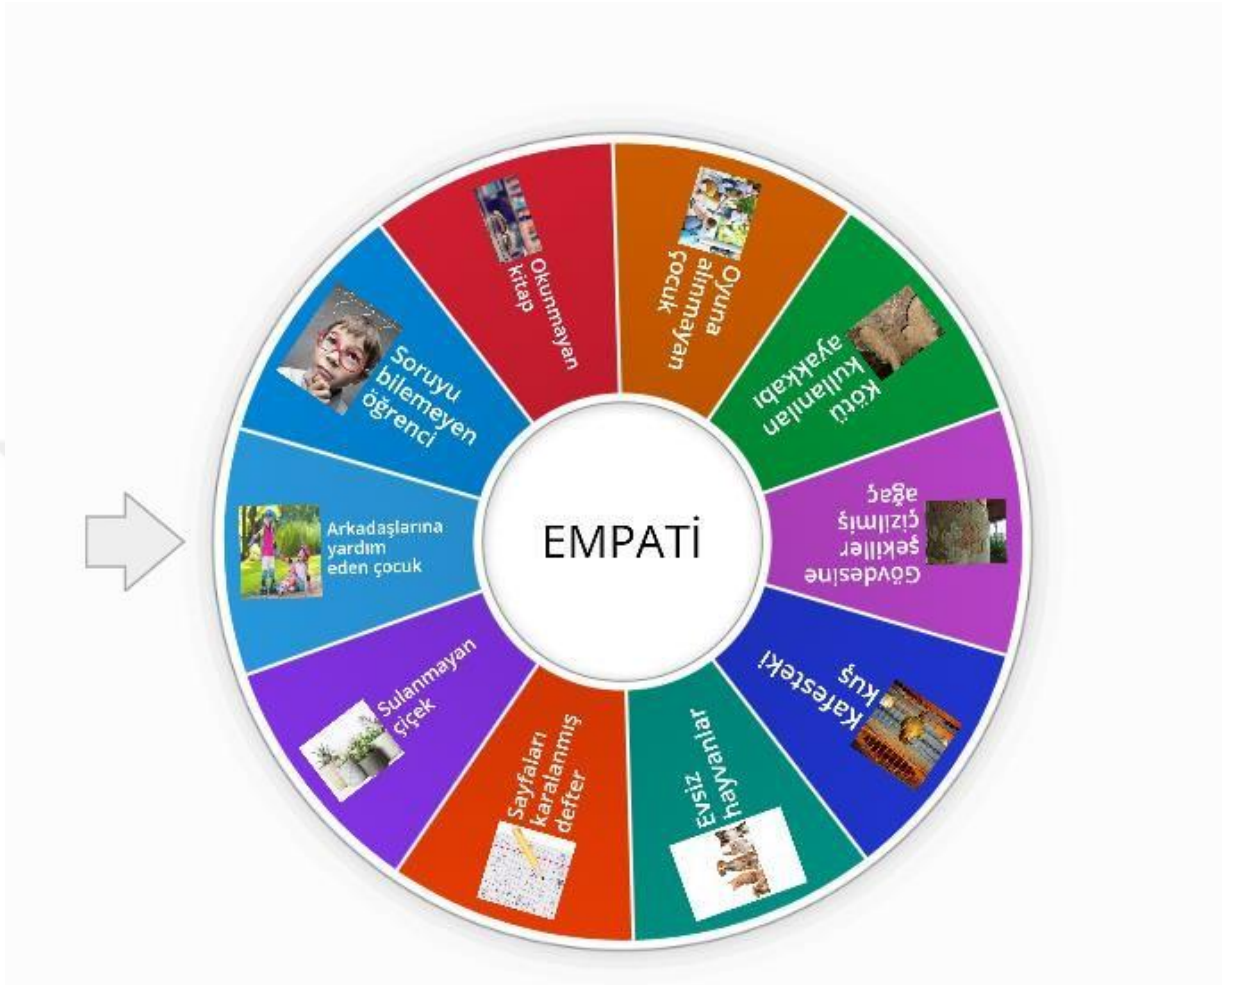 EMPATİ
Okunmayan
kitap
Oyuna
alınmayan
çocuk
Kötü
kullanılan
ayakkabı
Gövdesine
şekiller
çizilmiş
ağaç
Kafesteki
kuş
Evsiz
hayvanlar
Sayfaları
karalanmış
defter
Sulanmayan
çiçek
Arkadaşlarına
yardım
eden çocuk
Soruyu
bilemeyen
öğrenci